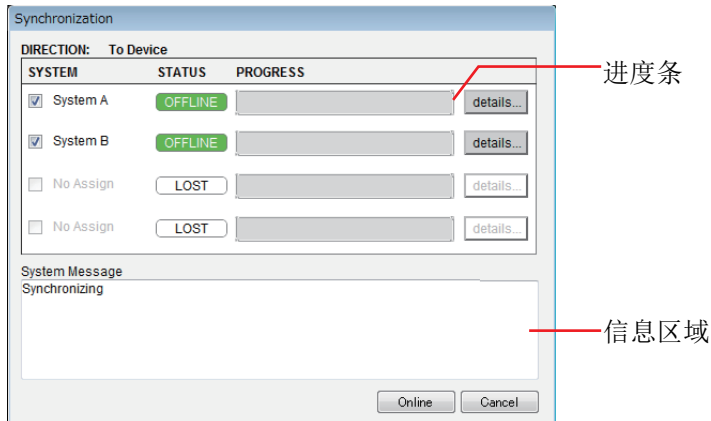 Synchronization
DIRECTION: To Device
SYSTEM STATUS PROGRESS
System A OFFLINE details... 进度条
System B OFFLINE details...
No Assign LOST details...
No Assign LOST details...
System Message
Synchronizing
信息区域
Online Cancel